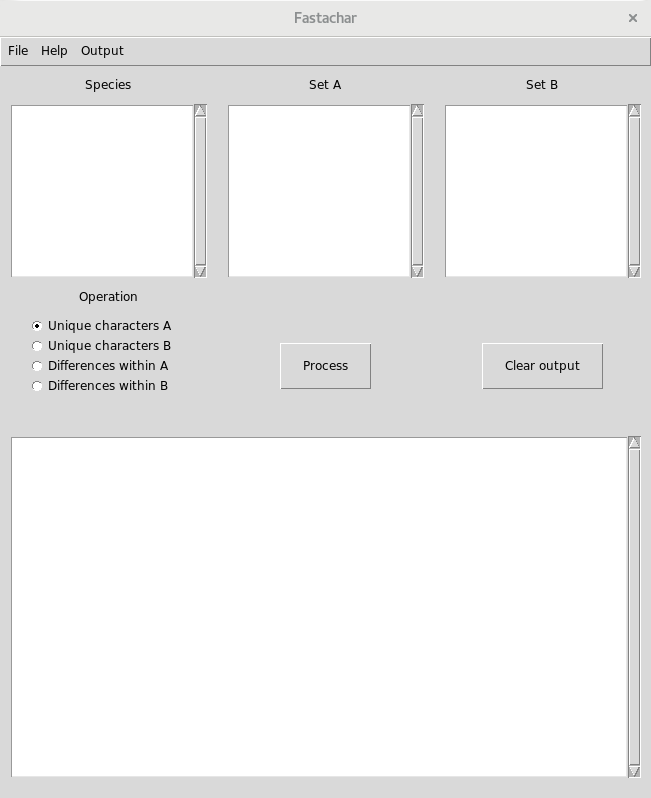 Fastachar
File Help Output
Species Set A Set B
Operation
Unique characters A
Unique characters B
Differences within A
Differences within B
Process
Clear output